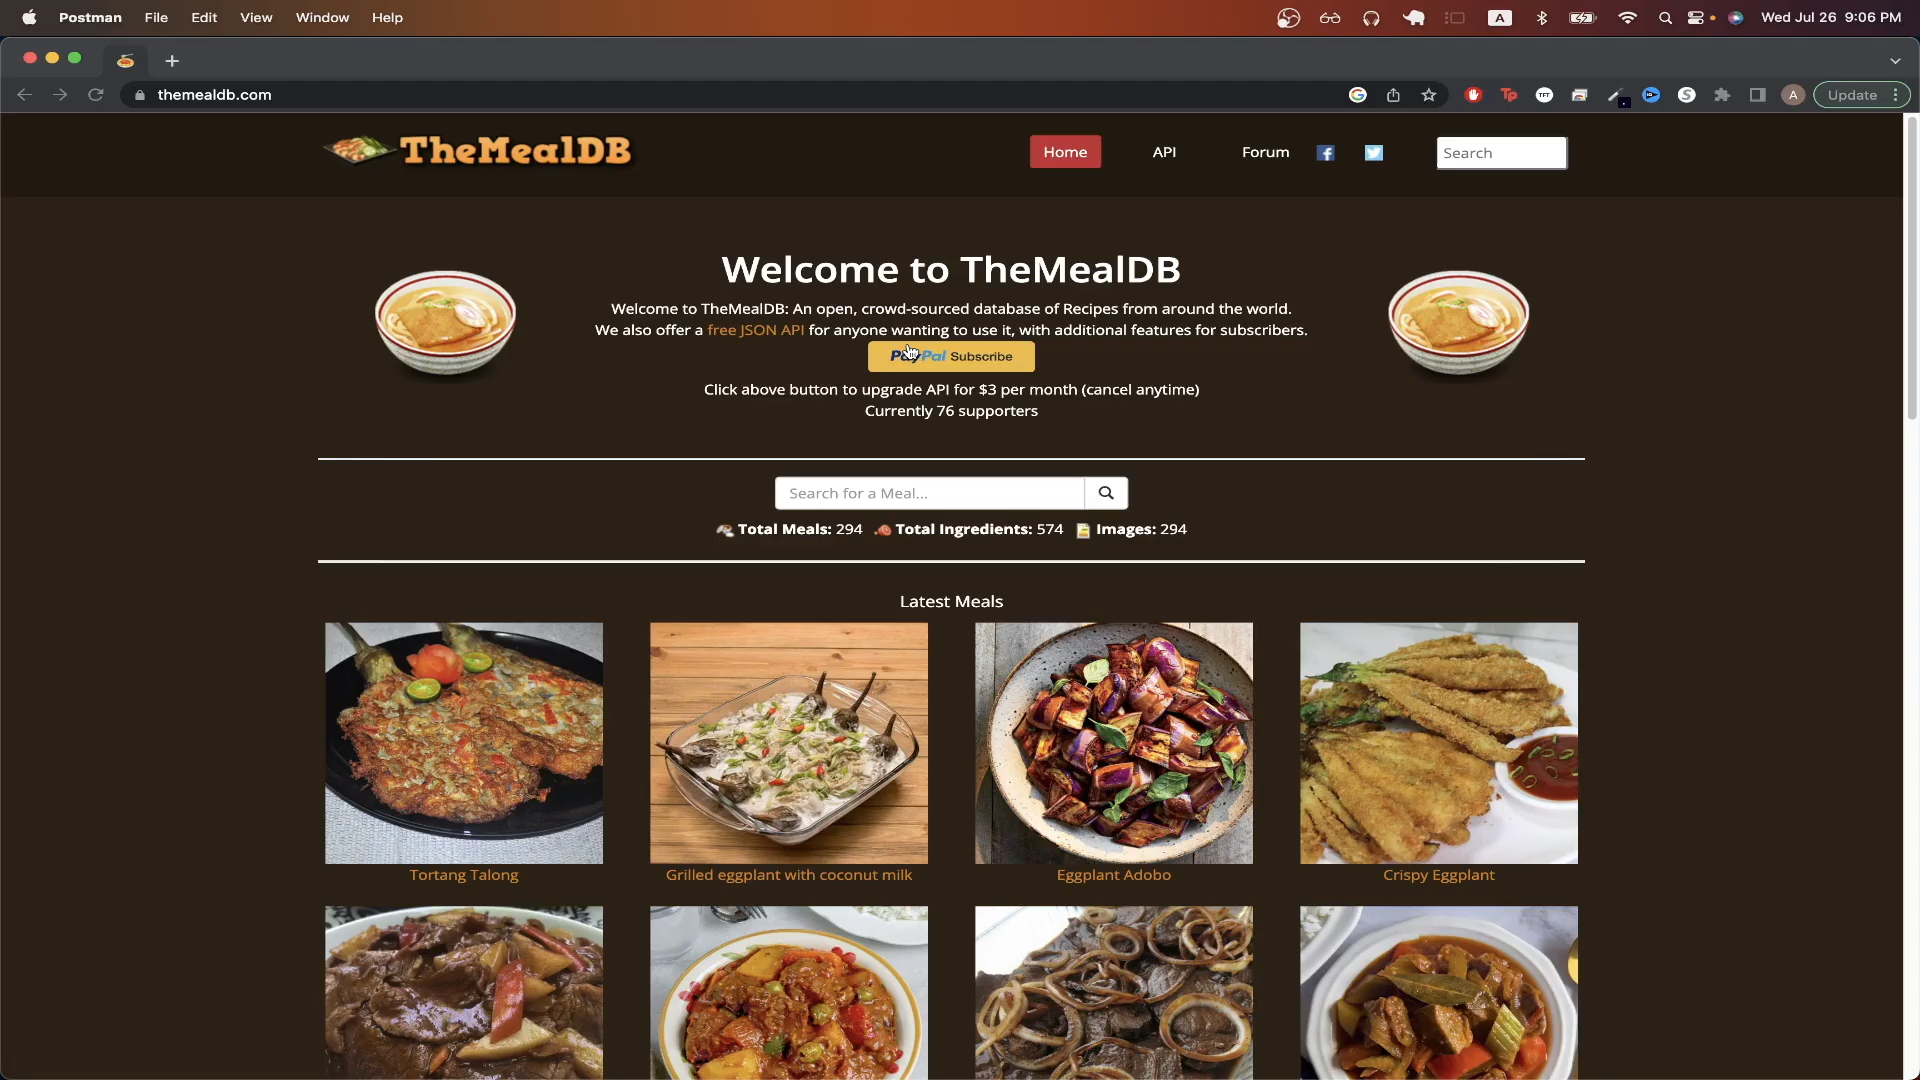 Postman File Edit View Window Help A Wed Jul 26 9:06 PM
themealdb.com Tp TFT S A Update
TheMealDB Home API Forum Search
Welcome to TheMealDB
Welcome to TheMealDB: An open, crowd-sourced database of Recipes from around the world.
We also offer a free JSON API for anyone wanting to use it, with additional features for subscribers.
PayPal Subscribe
Click above button to upgrade API for $3 per month (cancel anytime)
Currently 76 supporters
Search for a Meal...
Total Meals: 294 Total Ingredients: 574 Images: 294
Latest Meals
Tortang Talong Grilled eggplant with coconut milk Eggplant Adobo Crispy Eggplant